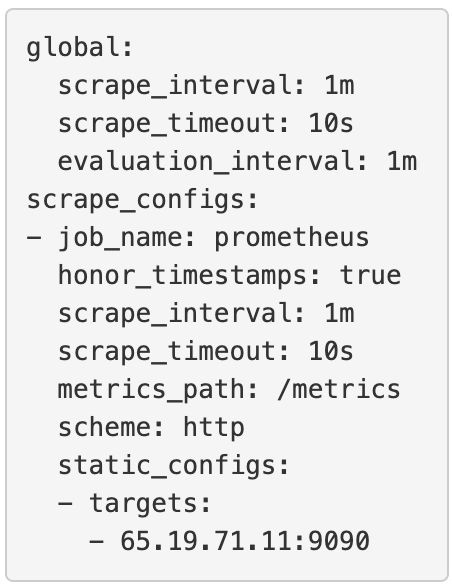 global:
  scrape_interval: 1m
  scrape_timeout: 10s
  evaluation_interval: 1m
scrape_configs:
- job_name: prometheus
  honor_timestamps: true
  scrape_interval: 1m
  scrape_timeout: 10s
  metrics_path: /metrics
  scheme: http
  static_configs:
  - targets:
    - 65.19.71.11:9090